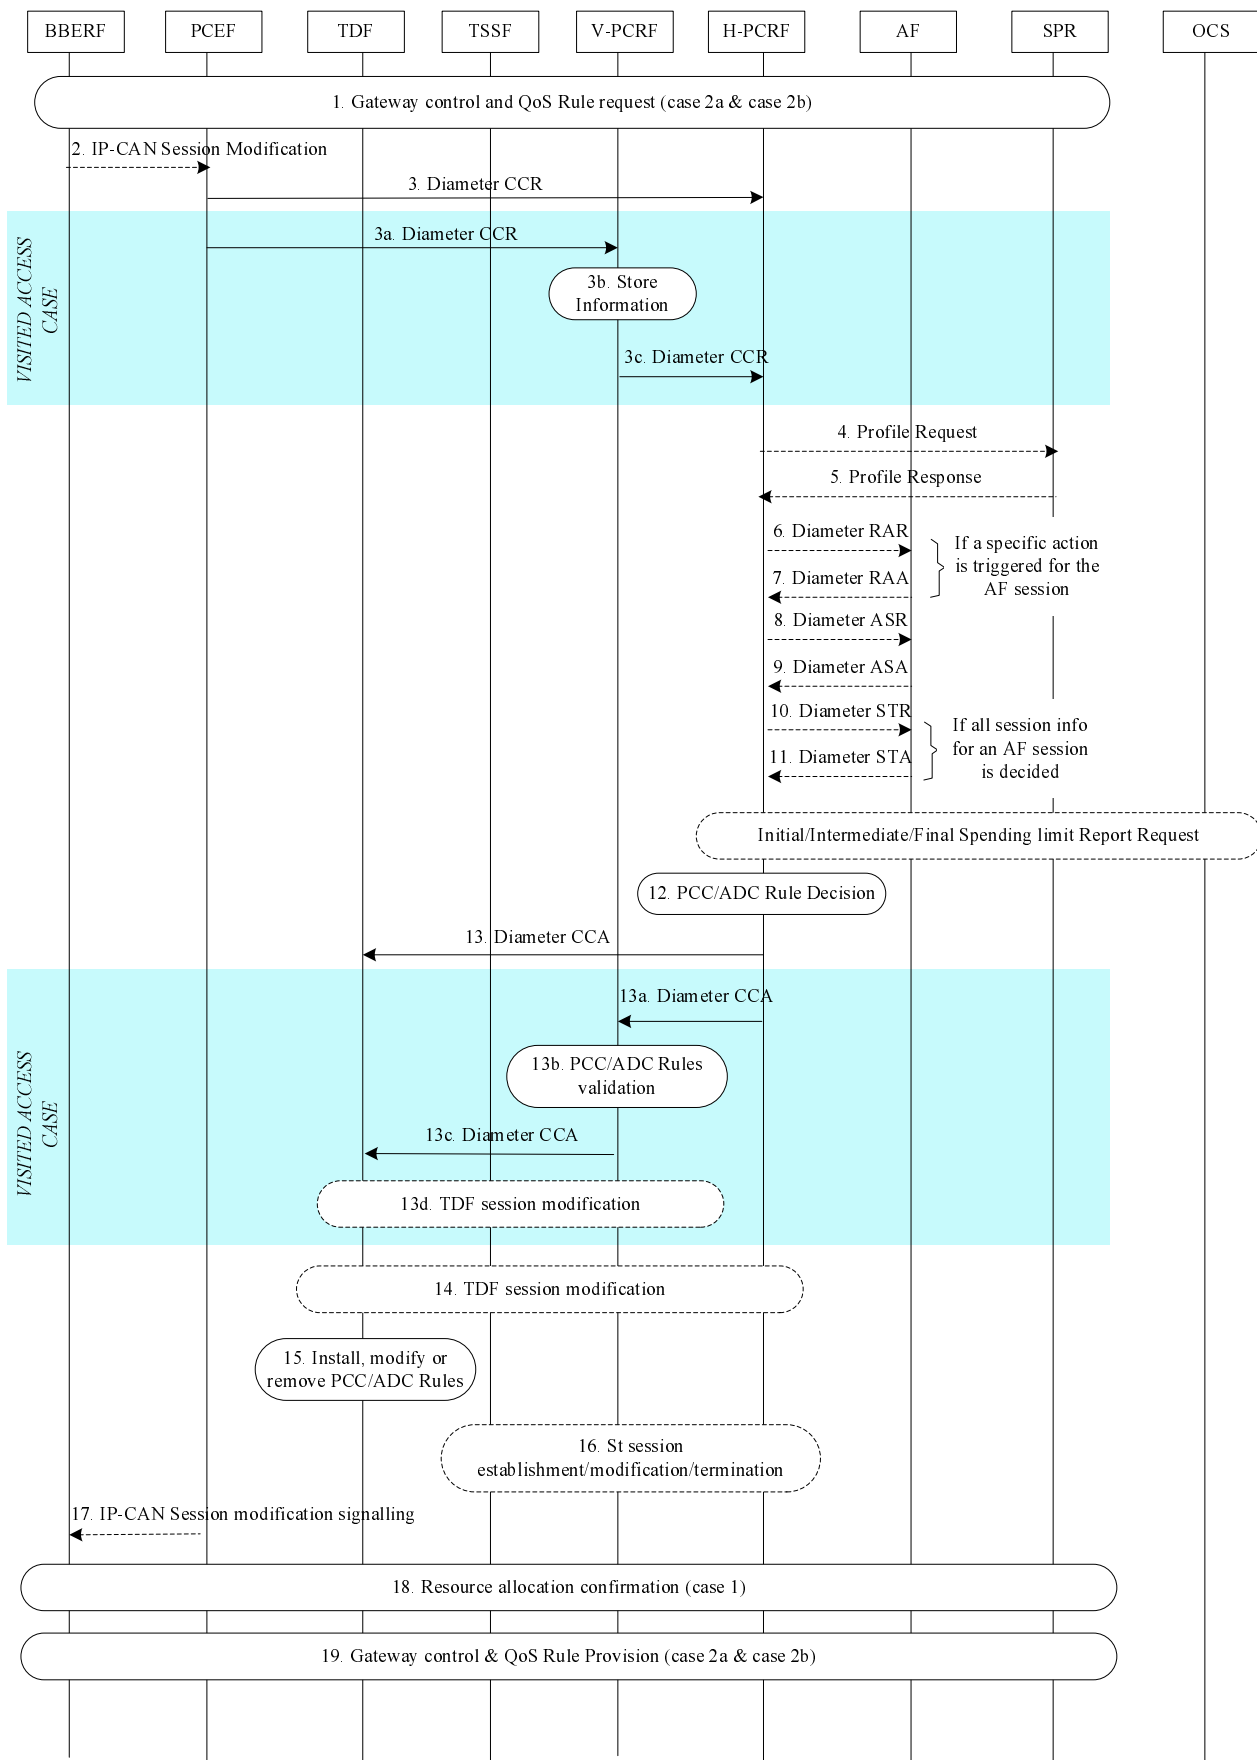 BBERF
PCEF
TDF
TSSF
V-PCRF
H-PCRF
AF
SPR
OCS
1. Gateway control and QoS Rule request (case 2a & case 2b)
2. IP-CAN Session Modification
3. Diameter CCR
VISITED ACCESS
CASE
3a. Diameter CCR
3b. Store
Information
3c. Diameter CCR
4. Profile Request
5. Profile Response
6. Diameter RAR
7. Diameter RAA
If a specific action
is triggered for the
AF session
8. Diameter ASR
9. Diameter ASA
10. Diameter STR
11. Diameter STA
If all session info
for an AF session
is decided
Initial/Intermediate/Final Spending limit Report Request
12. PCC/ADC Rule Decision
13. Diameter CCA
VISITED ACCESS
CASE
13a. Diameter CCA
13b. PCC/ADC Rules
validation
13c. Diameter CCA
13d. TDF session modification
14. TDF session modification
15. Install, modify or
remove PCC/ADC Rules
16. St session
establishment/modification/termination
17. IP-CAN Session modification signalling
18. Resource allocation confirmation (case 1)
19. Gateway control & QoS Rule Provision (case 2a & case 2b)